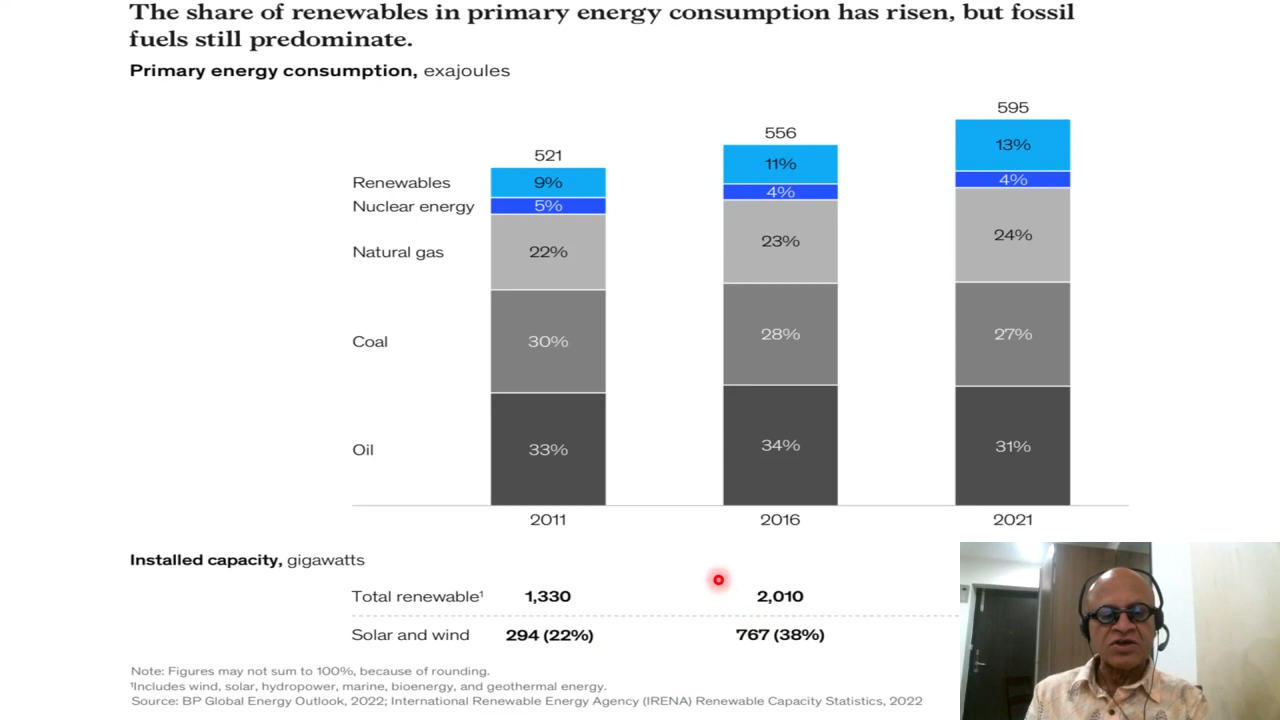 The share of renewables in primary energy consumption has risen, but fossil
fuels still predominate.
Primary energy consumption, exajoules
521
556
595
Renewables 9% 11% 13%
Nuclear energy 5% 4% 4%
Natural gas 22% 23% 24%
Coal 30% 28% 27%
Oil 33% 34% 31%
2011 2016 2021
Installed capacity, gigawatts
Total renewable¹ 1,330 2,010
Solar and wind 294 (22%) 767 (38%)
Note: Figures may not sum to 100%, because of rounding.
¹Includes wind, solar, hydropower, marine, bioenergy, and geothermal energy.
Source: BP Global Energy Outlook, 2022; International Renewable Energy Agency (IRENA) Renewable Capacity Statistics, 2022